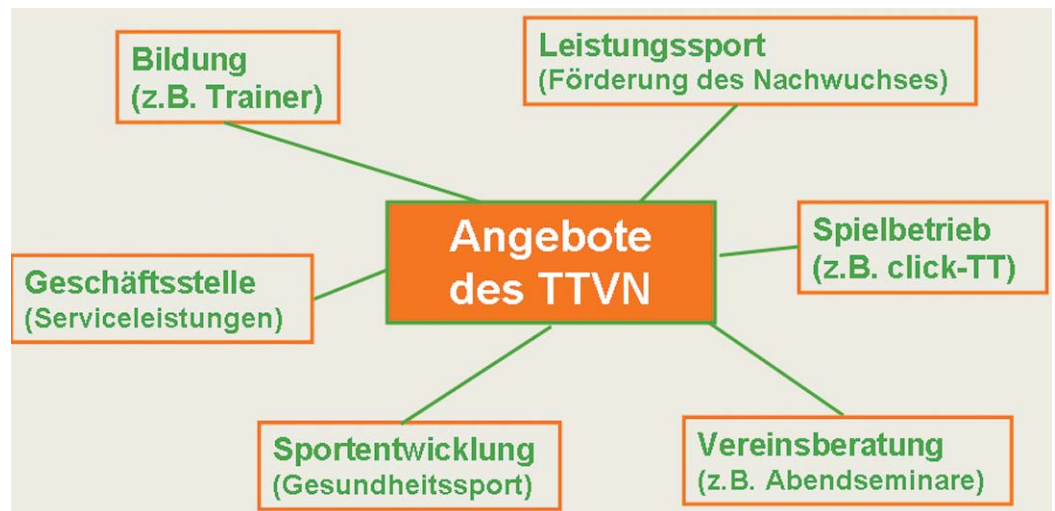 Bildung
(z.B. Trainer)
Leistungssport
(Förderung des Nachwuchses)
Angebote
des TTVN
Spielbetrieb
(z.B. click-TT)
Geschäftsstelle
(Serviceleistungen)
Sportentwicklung
(Gesundheitssport)
Vereinsberatung
(z.B. Abendseminare)